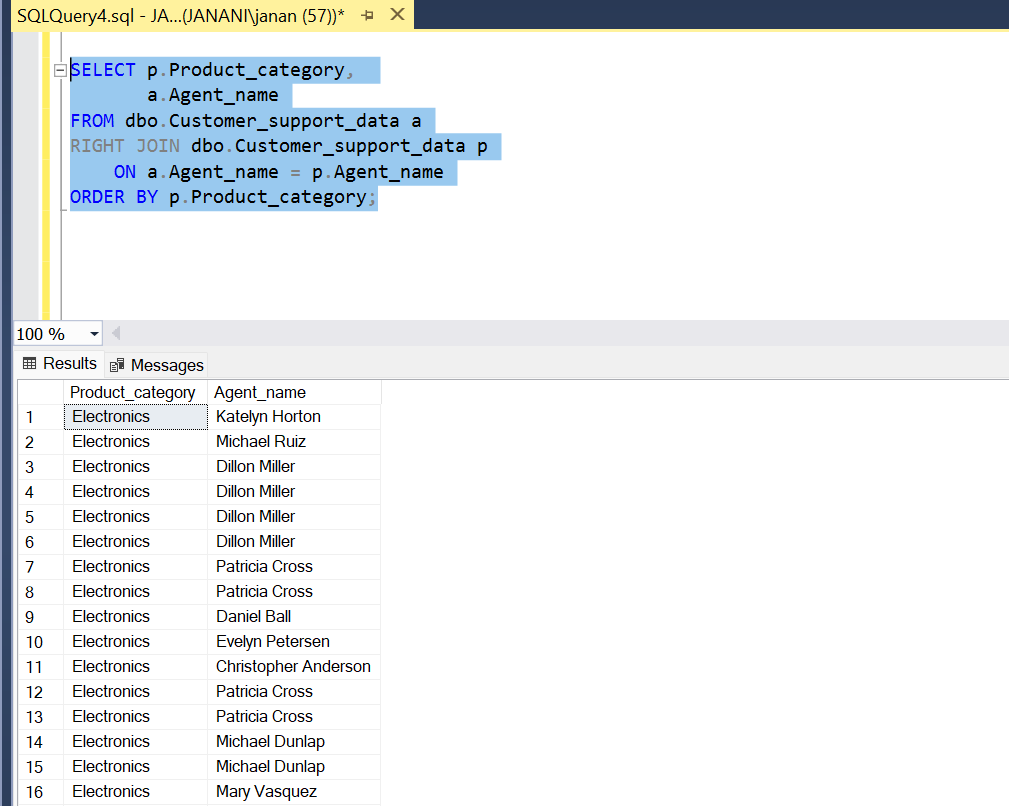 SQLQuery4.sql - JA...(JANANI\janan (57))*
SELECT p.Product_category,
a.Agent_name
FROM dbo.Customer_support_data a
RIGHT JOIN dbo.Customer_support_data p
ON a.Agent_name = p.Agent_name
ORDER BY p.Product_category;
100 %
Results Messages
Product_category Agent_name
1 Electronics Katelyn Horton
2 Electronics Michael Ruiz
3 Electronics Dillon Miller
4 Electronics Dillon Miller
5 Electronics Dillon Miller
6 Electronics Dillon Miller
7 Electronics Patricia Cross
8 Electronics Patricia Cross
9 Electronics Daniel Ball
10 Electronics Evelyn Petersen
11 Electronics Christopher Anderson
12 Electronics Patricia Cross
13 Electronics Patricia Cross
14 Electronics Michael Dunlap
15 Electronics Michael Dunlap
16 Electronics Mary Vasquez